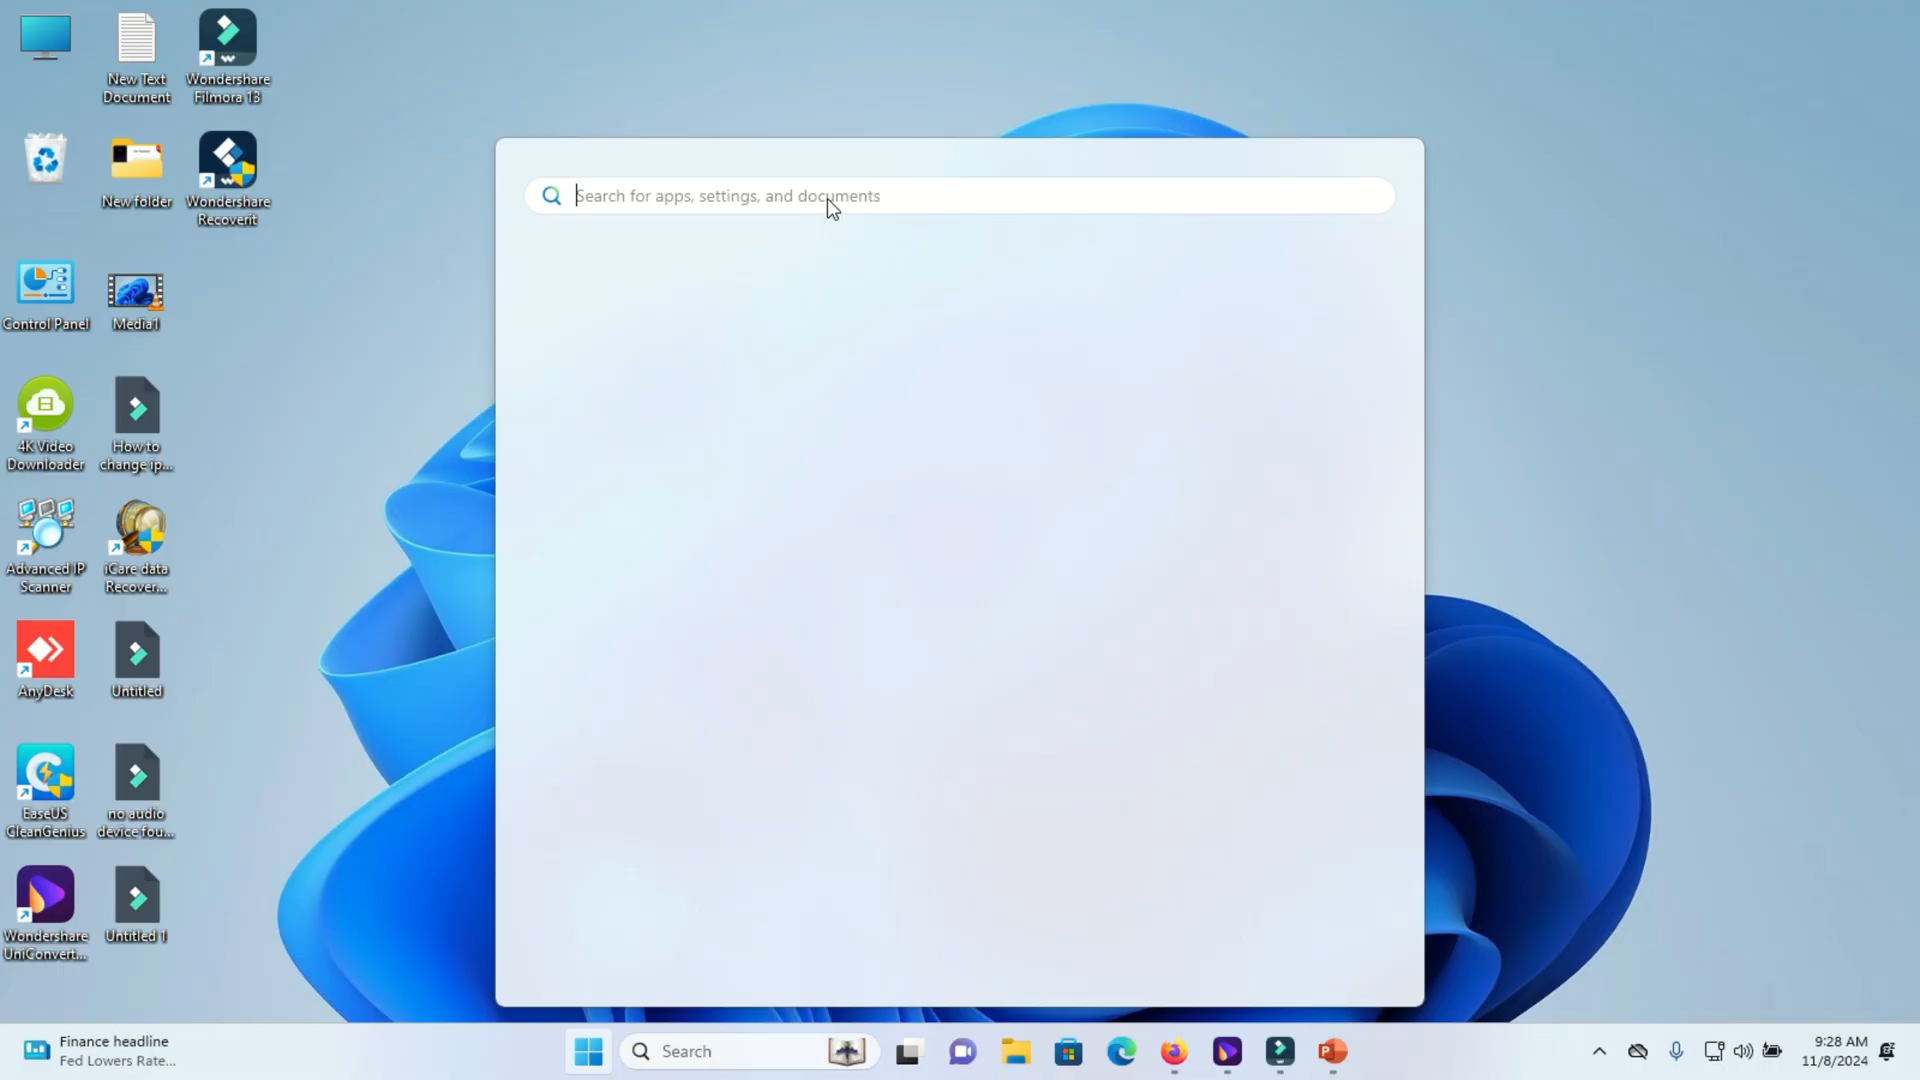 New Text
Document
Wondershare
Filmora 13
New folder
Wondershare
Recoverit
Control Panel
Media1
4K Video
Downloader
How to
change ip...
Advanced IP
Scanner
iCare data
Recover...
AnyDesk
Untitled
EaseUS
CleanGenius
no audio
device fou...
Wondershare
UniConvert...
Untitled 1
Search for apps, settings, and documents
Finance headline
Fed Lowers Rate...
Search
9:28 AM
11/8/2024